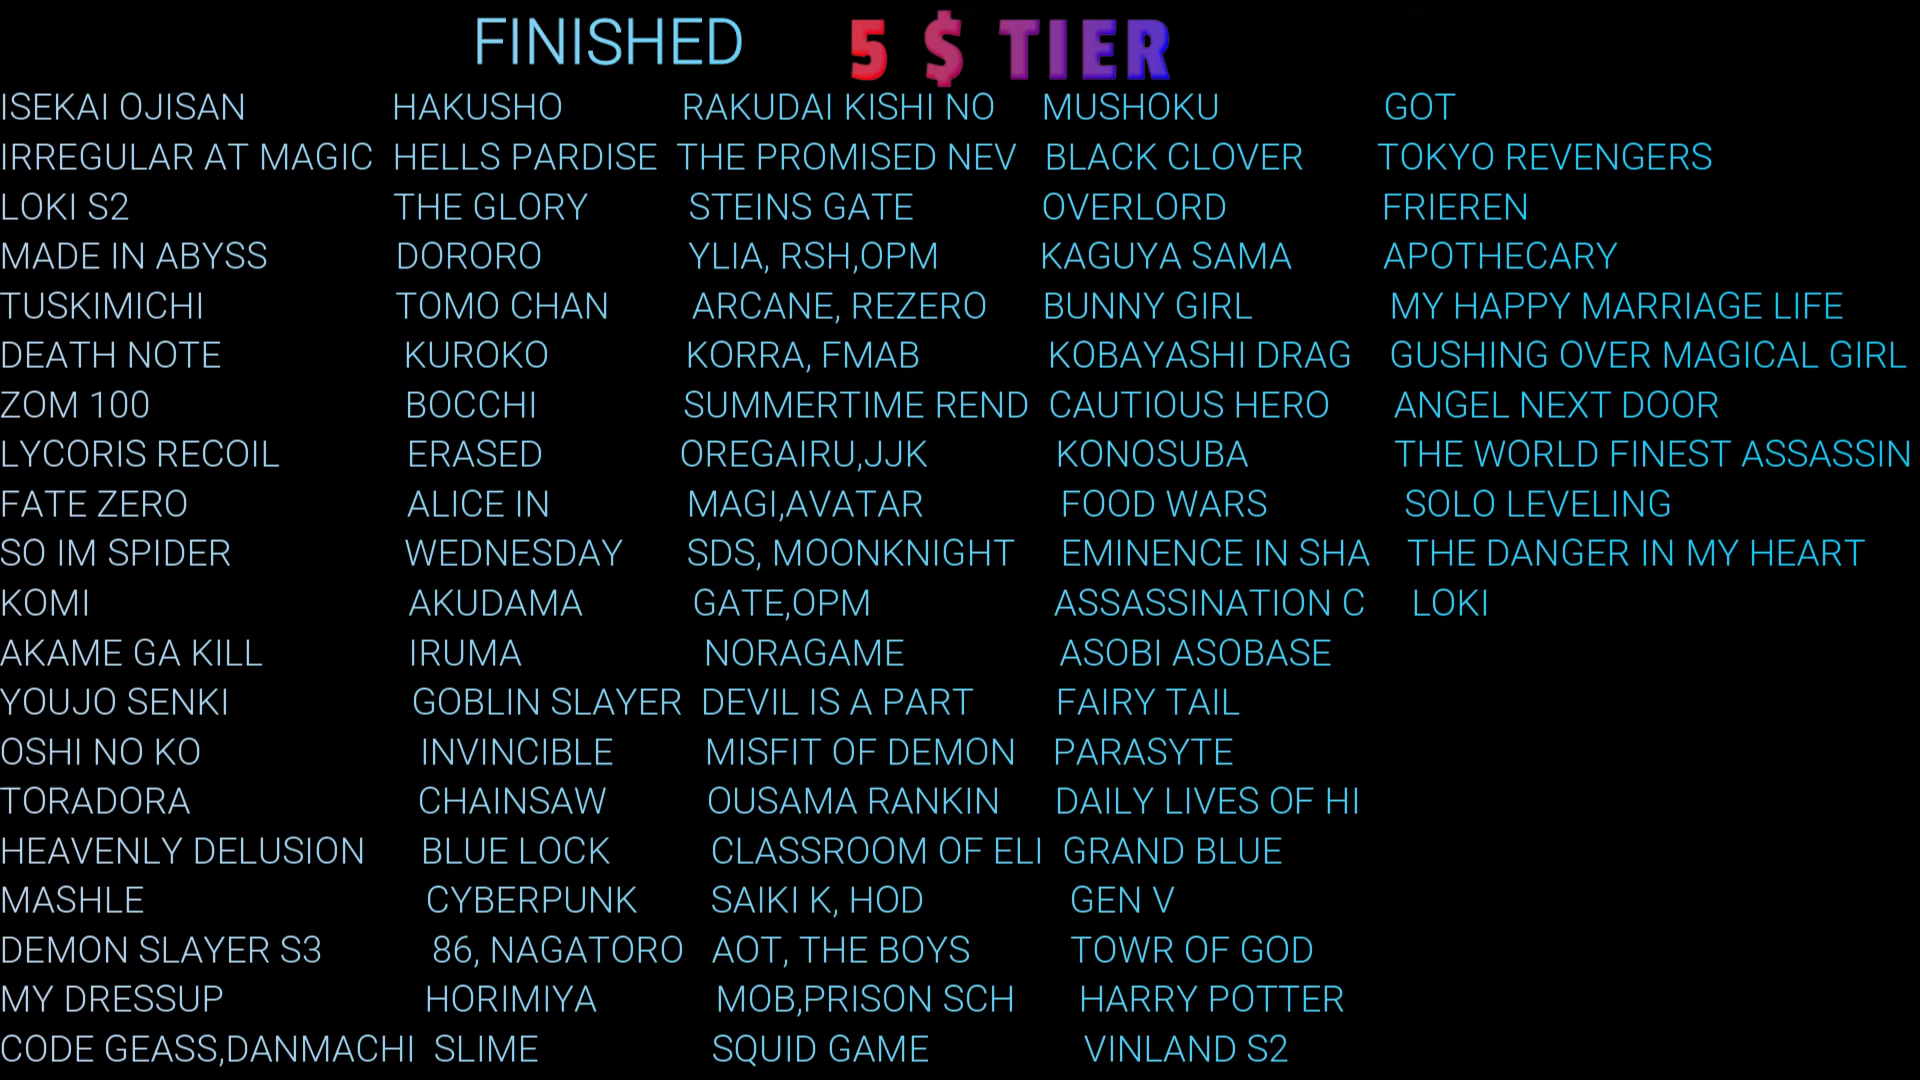 FINISHED 5 $ TIER
ISEKAI OJISAN HAKUSHO RAKUDAI KISHI NO MUSHOKU GOT
IRREGULAR AT MAGIC HELLS PARDISE THE PROMISED NEV BLACK CLOVER TOKYO REVENGERS
LOKI S2 THE GLORY STEINS GATE OVERLORD FRIEREN
MADE IN ABYSS DORORO YLIA, RSH,OPM KAGUYA SAMA APOTHECARY
TUSKIMICHI TOMO CHAN ARCANE, REZERO BUNNY GIRL MY HAPPY MARRIAGE LIFE
DEATH NOTE KUROKO KORRA, FMAB KOBAYASHI DRAG GUSHING OVER MAGICAL GIRL
ZOM 100 BOCCHI SUMMERTIME REND CAUTIOUS HERO ANGEL NEXT DOOR
LYCORIS RECOIL ERASED OREGAIRU,JJK KONOSUBA THE WORLD FINEST ASSASSIN
FATE ZERO ALICE IN MAGI,AVATAR FOOD WARS SOLO LEVELING
SO IM SPIDER WEDNESDAY SDS, MOONKNIGHT EMINENCE IN SHA THE DANGER IN MY HEART
KOMI AKUDAMA GATE,OPM ASSASSINATION C LOKI
AKAME GA KILL IRUMA NORAGAME ASOBI ASOBASE
YOUJO SENKI GOBLIN SLAYER DEVIL IS A PART FAIRY TAIL
OSHI NO KO INVINCIBLE MISFIT OF DEMON PARASYTE
TORADORA CHAINSAW OUSAMA RANKIN DAILY LIVES OF HI
HEAVENLY DELUSION BLUE LOCK CLASSROOM OF ELI GRAND BLUE
MASHLE CYBERPUNK SAIKI K, HOD GEN V
DEMON SLAYER S3 86, NAGATORO AOT, THE BOYS TOWR OF GOD
MY DRESSUP HORIMIYA MOB,PRISON SCH HARRY POTTER
CODE GEASS,DANMACHI SLIME SQUID GAME VINLAND S2